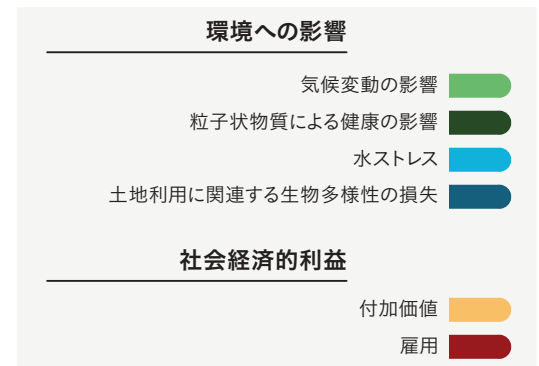 環境への影響
気候変動の影響
粒子状物質による健康の影響
水ストレス
土地利用に関連する生物多様性の損失
社会経済的利益
付加価値
雇用